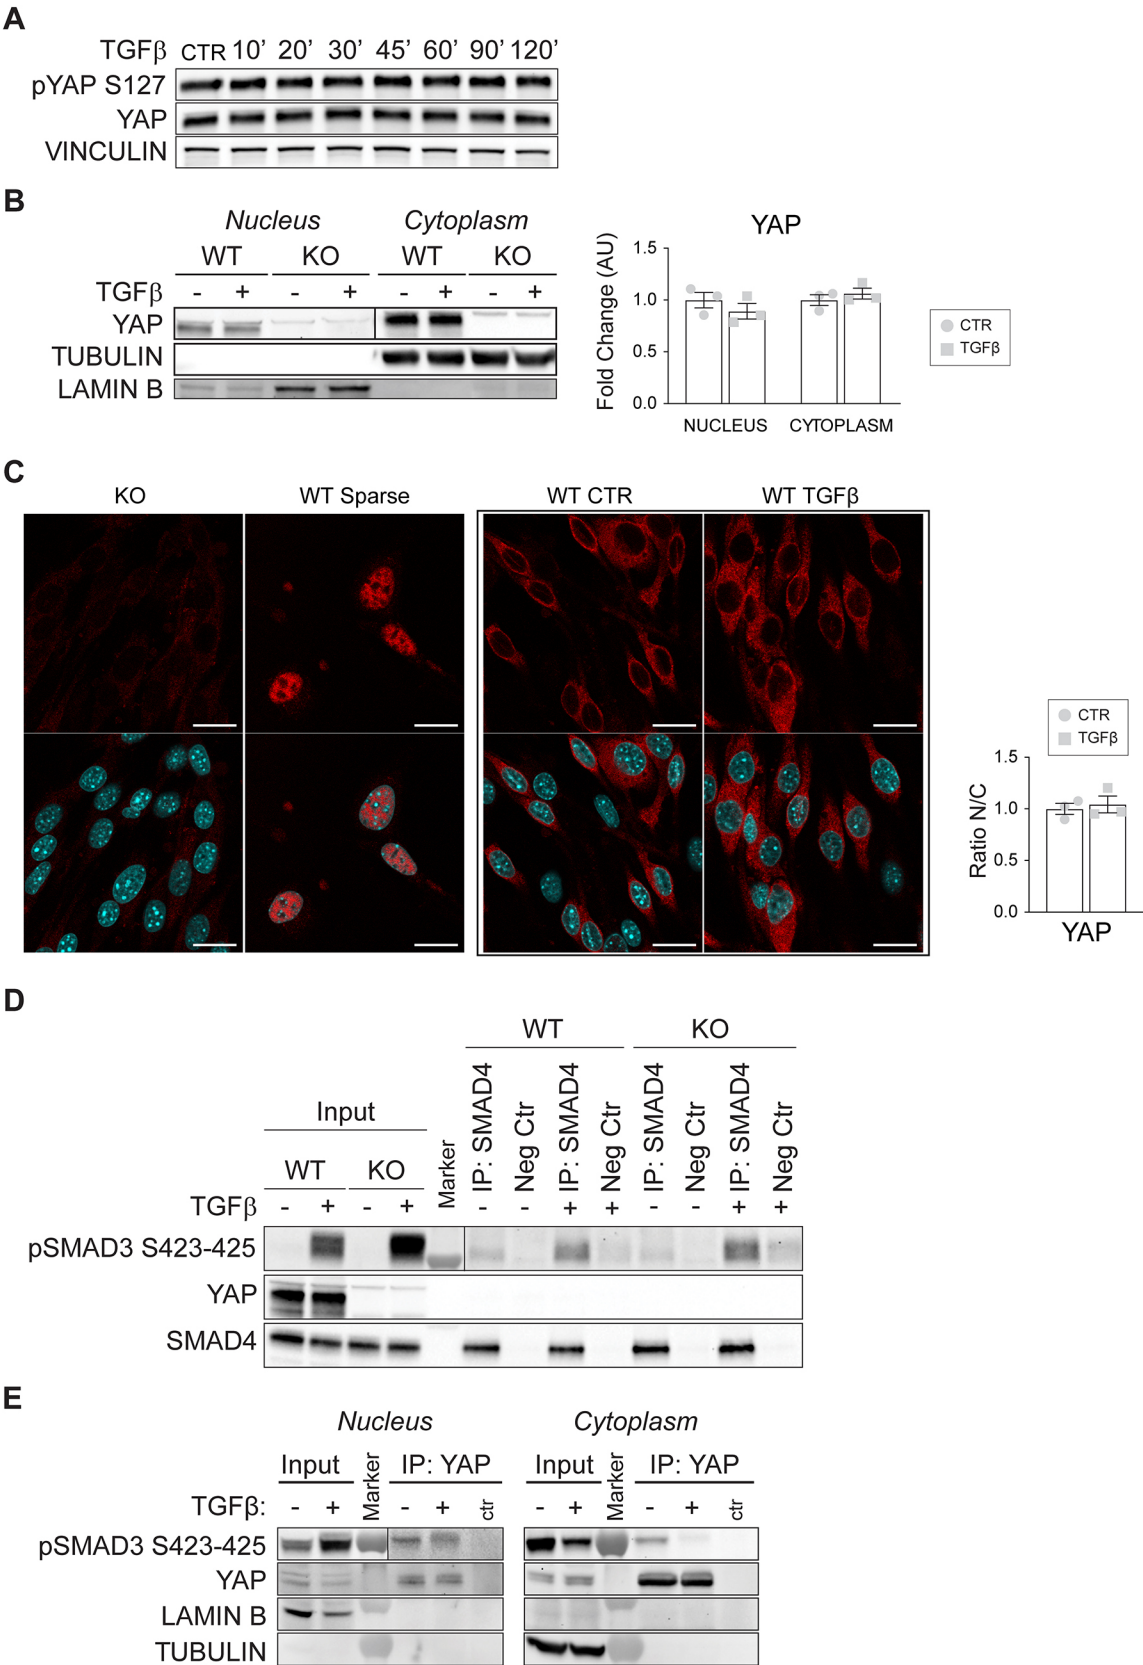 A
TGFβ CTR 10' 20' 30' 45' 60' 90' 120'
pYAP S127
YAP
VINCULIN
B
Nucleus Cytoplasm
WT KO WT KO
TGFβ - + - + - + - +
YAP
TUBULIN
LAMIN B
YAP
Fold Change (AU)
1.5
1.0
0.5
0.0
NUCLEUS CYTOPLASM
CTR
TGFβ
C
KO WT Sparse WT CTR WT TGFβ
CTR
TGFβ
Ratio N/C
1.5
1.0
0.5
0.0
YAP
D
WT KO
Input
WT KO
Marker IP: SMAD4 Neg Ctr IP: SMAD4 Neg Ctr IP: SMAD4 Neg Ctr IP: SMAD4 Neg Ctr
TGFβ - + - + - - + + - - + +
pSMAD3 S423-425
YAP
SMAD4
E
Nucleus Cytoplasm
Input Marker IP: YAP Input Marker IP: YAP
TGFβ: - + - + ctr - + - + ctr
pSMAD3 S423-425
YAP
LAMIN B
TUBULIN